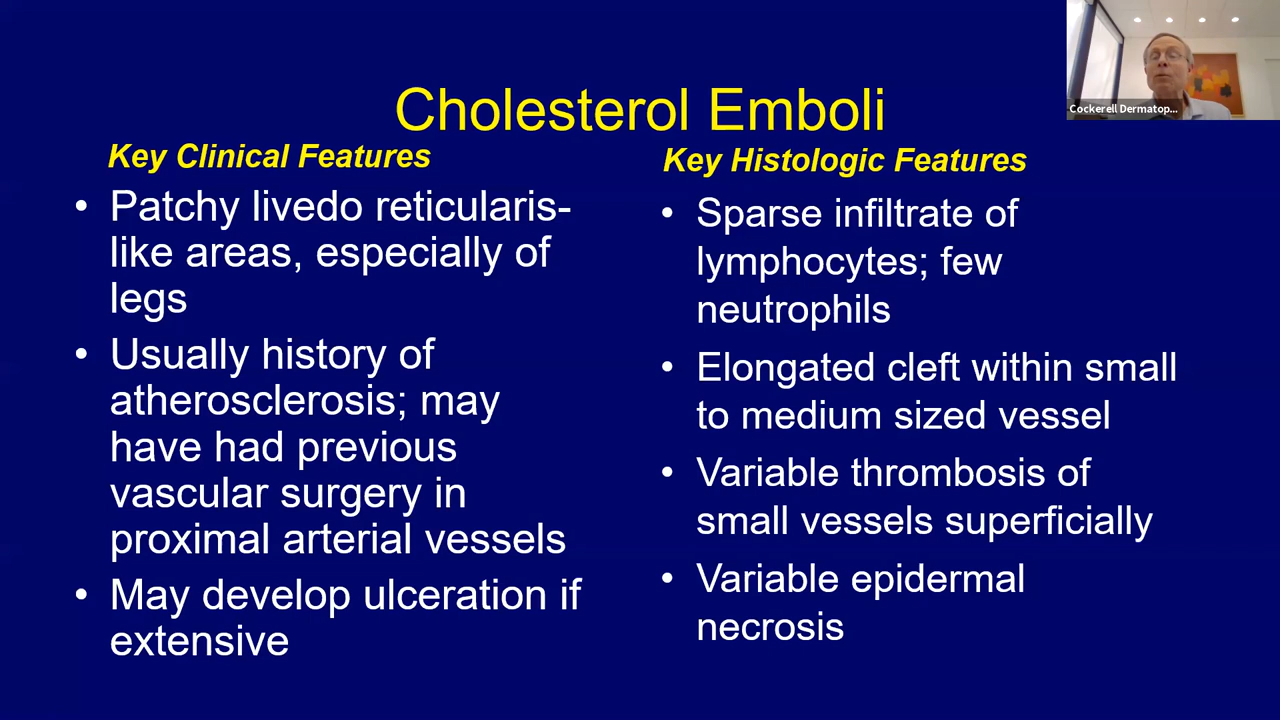 Cholesterol Emboli
Key Clinical Features
• Patchy livedo reticularis-
like areas, especially of
legs
• Usually history of
atherosclerosis; may
have had previous
vascular surgery in
proximal arterial vessels
• May develop ulceration if
extensive
Key Histologic Features
• Sparse infiltrate of
lymphocytes; few
neutrophils
• Elongated cleft within small
to medium sized vessel
• Variable thrombosis of
small vessels superficially
• Variable epidermal
necrosis
Cockerell Dermatop...